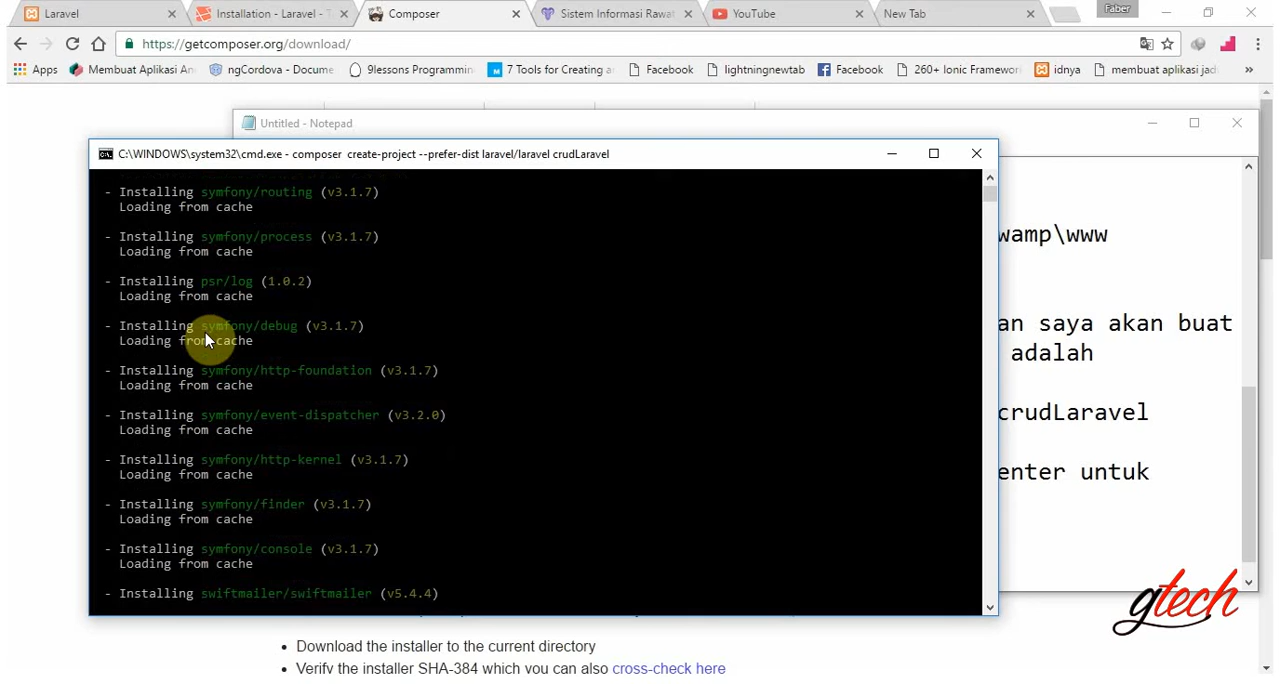 Laravel
Installation - Laravel - T
Composer
Sistem Informasi Rawat
YouTube
New Tab
Faber
https://getcomposer.org/download/
Apps
Membuat Aplikasi An
ngCordova - Docume
9lessons Programmin
7 Tools for Creating a
Facebook
lightningnewtab
Facebook
260+ Ionic Framewor
idnya
membuat aplikasi jad
»
Untitled - Notepad
C:\WINDOWS\system32\cmd.exe - composer create-project --prefer-dist laravel/laravel crudLaravel
- Installing symfony/routing (v3.1.7)
Loading from cache
- Installing symfony/process (v3.1.7)
Loading from cache
- Installing psr/log (1.0.2)
Loading from cache
- Installing symfony/debug (v3.1.7)
Loading from cache
- Installing symfony/http-foundation (v3.1.7)
Loading from cache
- Installing symfony/event-dispatcher (v3.2.0)
Loading from cache
- Installing symfony/http-kernel (v3.1.7)
Loading from cache
- Installing symfony/finder (v3.1.7)
Loading from cache
- Installing symfony/console (v3.1.7)
Loading from cache
- Installing swiftmailer/swiftmailer (v5.4.4)
wamp\www
an saya akan buat
adalah
crudLaravel
enter untuk
gtech
• Download the installer to the current directory
• Verify the installer SHA-384 which you can also cross-check here